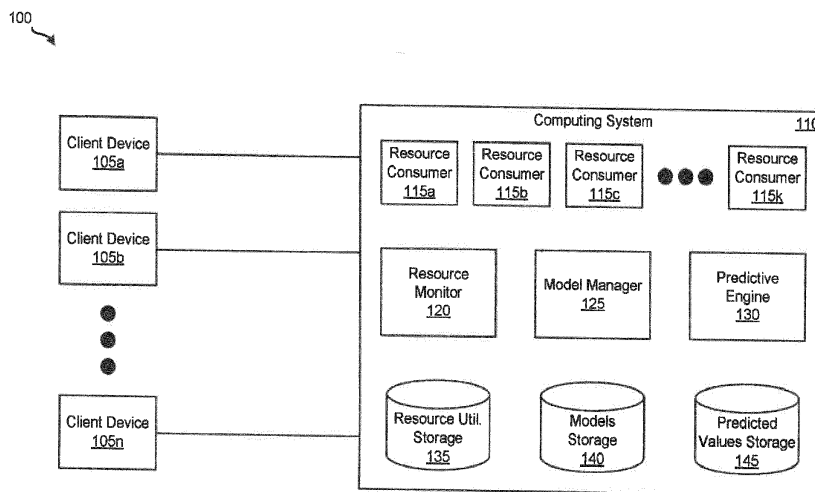 100
Computing System
110
Client Device
105a
Resource
Consumer
115a
Resource
Consumer
115b
Resource
Consumer
115c
Resource
Consumer
115k
Client Device
105b
Resource
Monitor
120
Model Manager
125
Predictive
Engine
130
Client Device
105n
Resource Util.
Storage
135
Models
Storage
140
Predicted
Values Storage
145